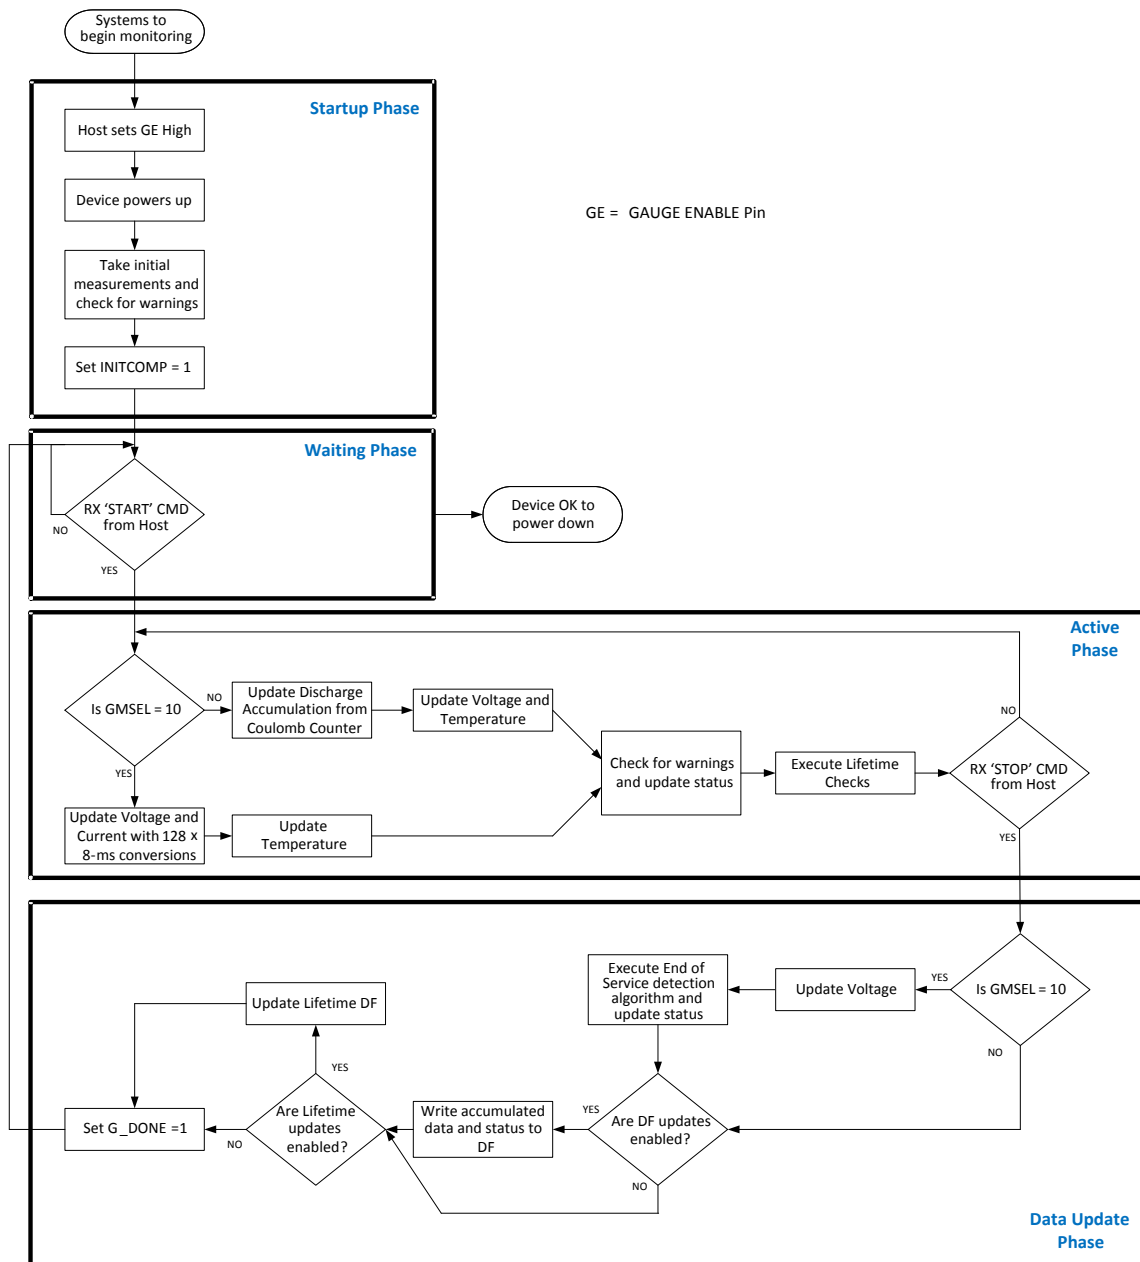 Systems to
begin monitoring
Startup Phase
Host sets GE High
Device powers up
GE = GAUGE ENABLE Pin
Take initial
measurements and
check for warnings
Set INITCOMP = 1
Waiting Phase
RX ‘START’ CMD
from Host
NO
YES
Device OK to
power down
Active
Phase
Is GMSEL = 10
NO
YES
Update Discharge
Accumulation from
Coulomb Counter
Update Voltage and
Temperature
Update Voltage and
Current with 128 x
8-ms conversions
Update
Temperature
Check for warnings
and update status
Execute Lifetime
Checks
NO
RX ‘STOP’ CMD
from Host
YES
Is GMSEL = 10
YES
NO
Update Voltage
Execute End of
Service detection
algorithm and
update status
Are DF updates
enabled?
YES
NO
Write accumulated
data and status to
DF
Are Lifetime
updates
enabled?
YES
NO
Update Lifetime DF
Set G_DONE =1
Data Update
Phase